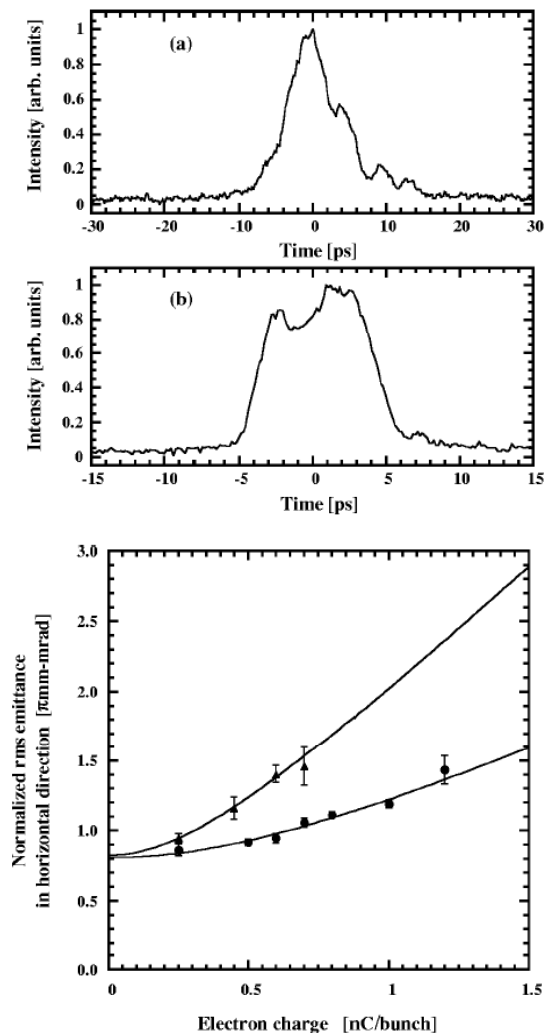 (a)
Intensity [arb. units]
1
0.8
0.6
0.4
0.2
0
-30 -20 -10 0 10 20 30
Time [ps]
(b)
Intensity [arb. units]
1
0.8
0.6
0.4
0.2
0
-15 -10 -5 0 5 10 15
Time [ps]
Normalized rms emittance
in horizontal direction [πmm-mrad]
3.0
2.5
2.0
1.5
1.0
0.5
0.0
0 0.5 1 1.5
Electron charge [nC/bunch]